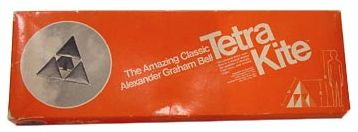 The Amazing Classic
Alexander Graham Bell
Tetra
Kite